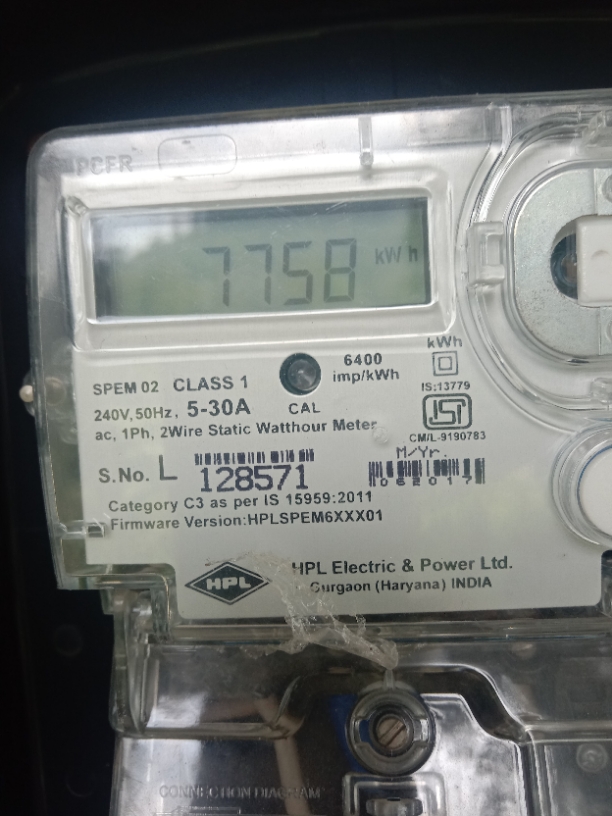 7758 kWh
kWh
6400
imp/kWh
SPEM 02 CLASS 1
IS:13779
240V, 50Hz, 5-30A
CAL
ac, 1Ph, 2Wire Static Watthour Meter
CM/L-9190783
M/Yr.
S.No. L 128571
062017
Category C3 as per IS 15959:2011
Firmware Version:HPLSPEM6XXX01
HPL
HPL Electric & Power Ltd.
Gurgaon (Haryana) INDIA
CONNECTION DIAGRAM